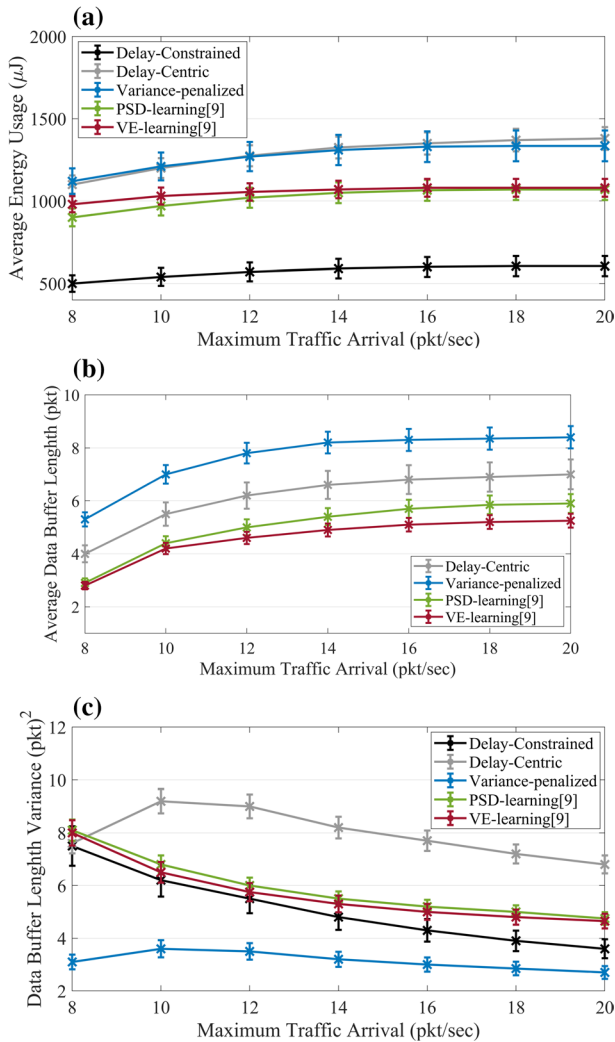 (a)
2000
1500
1000
500
Average Energy Usage (μJ)
Delay-Constrained
Delay-Centric
Variance-penalized
PSD-learning[9]
VE-learning[9]
8 10 12 14 16 18 20
Maximum Traffic Arrival (pkt/sec)
(b)
10
8
6
4
2
Average Data Buffer Lenghth (pkt)
Delay-Centric
Variance-penalized
PSD-learning[9]
VE-learning[9]
8 10 12 14 16 18 20
Maximum Traffic Arrival (pkt/sec)
(c)
12
10
8
6
4
2
Data Buffer Lenghth Variance (pkt)²
Delay-Constrained
Delay-Centric
Variance-penalized
PSD-learning[9]
VE-learning[9]
8 10 12 14 16 18 20
Maximum Traffic Arrival (pkt/sec)